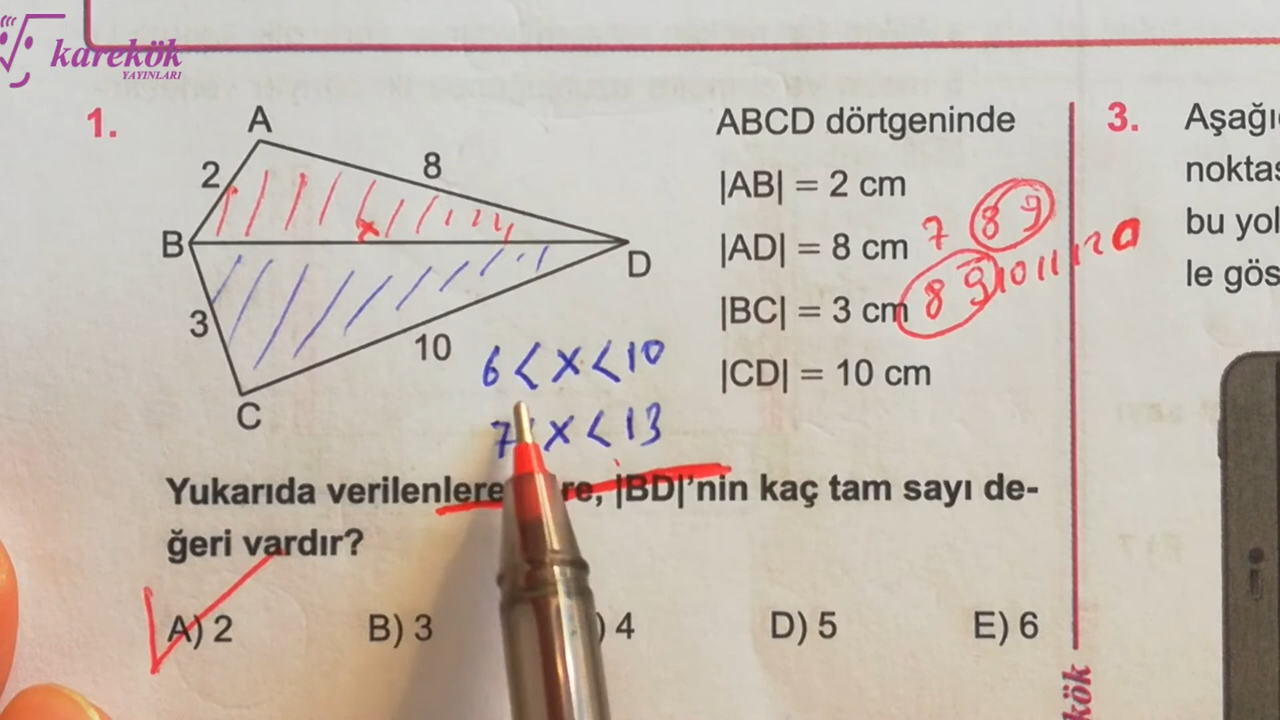 karekök
YAYINLARI
1.
A
2
8
x
B
D
3
10
C
6 < x < 10
7 x < 13
ABCD dörtgeninde
|AB| = 2 cm
|AD| = 8 cm
|BC| = 3 cm
|CD| = 10 cm
7 8 9
8 9 10 11 12
Yukarıda verilenlere re, |BD|'nin kaç tam sayı de-
ğeri vardır?
A) 2
B) 3
) 4
D) 5
E) 6
3.
Aşağı
noktas
bu yol
le gös
kök